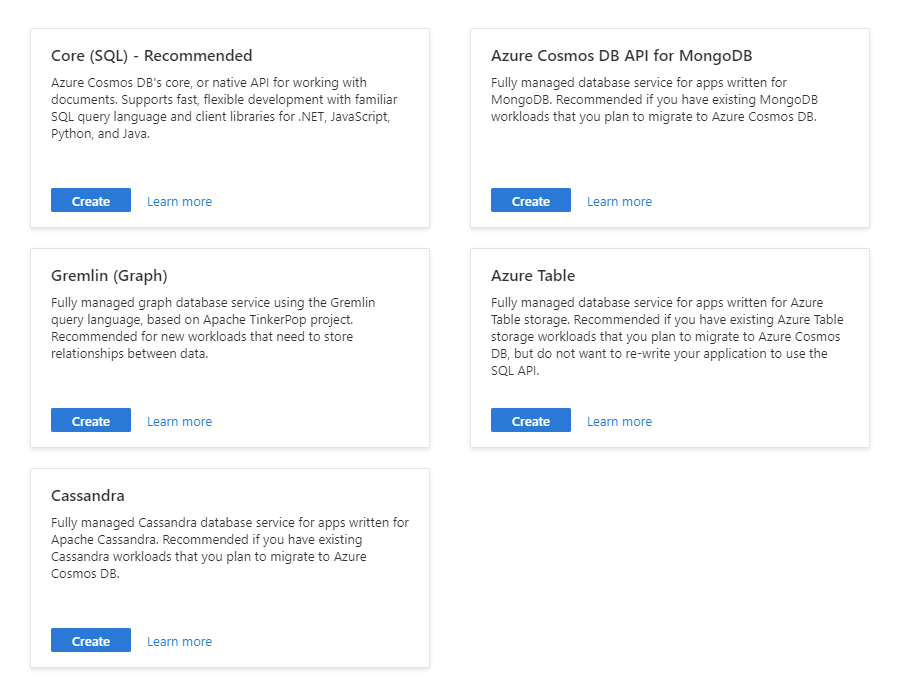 Core (SQL) - Recommended
Azure Cosmos DB's core, or native API for working with
documents. Supports fast, flexible development with familiar
SQL query language and client libraries for .NET, JavaScript,
Python, and Java.
Create
Learn more
Azure Cosmos DB API for MongoDB
Fully managed database service for apps written for
MongoDB. Recommended if you have existing MongoDB
workloads that you plan to migrate to Azure Cosmos DB.
Create
Learn more
Gremlin (Graph)
Fully managed graph database service using the Gremlin
query language, based on Apache TinkerPop project.
Recommended for new workloads that need to store
relationships between data.
Create
Learn more
Azure Table
Fully managed database service for apps written for Azure
Table storage. Recommended if you have existing Azure Table
storage workloads that you plan to migrate to Azure Cosmos
DB, but do not want to re-write your application to use the
SQL API.
Create
Learn more
Cassandra
Fully managed Cassandra database service for apps written for
Apache Cassandra. Recommended if you have existing
Cassandra workloads that you plan to migrate to Azure
Cosmos DB.
Create
Learn more